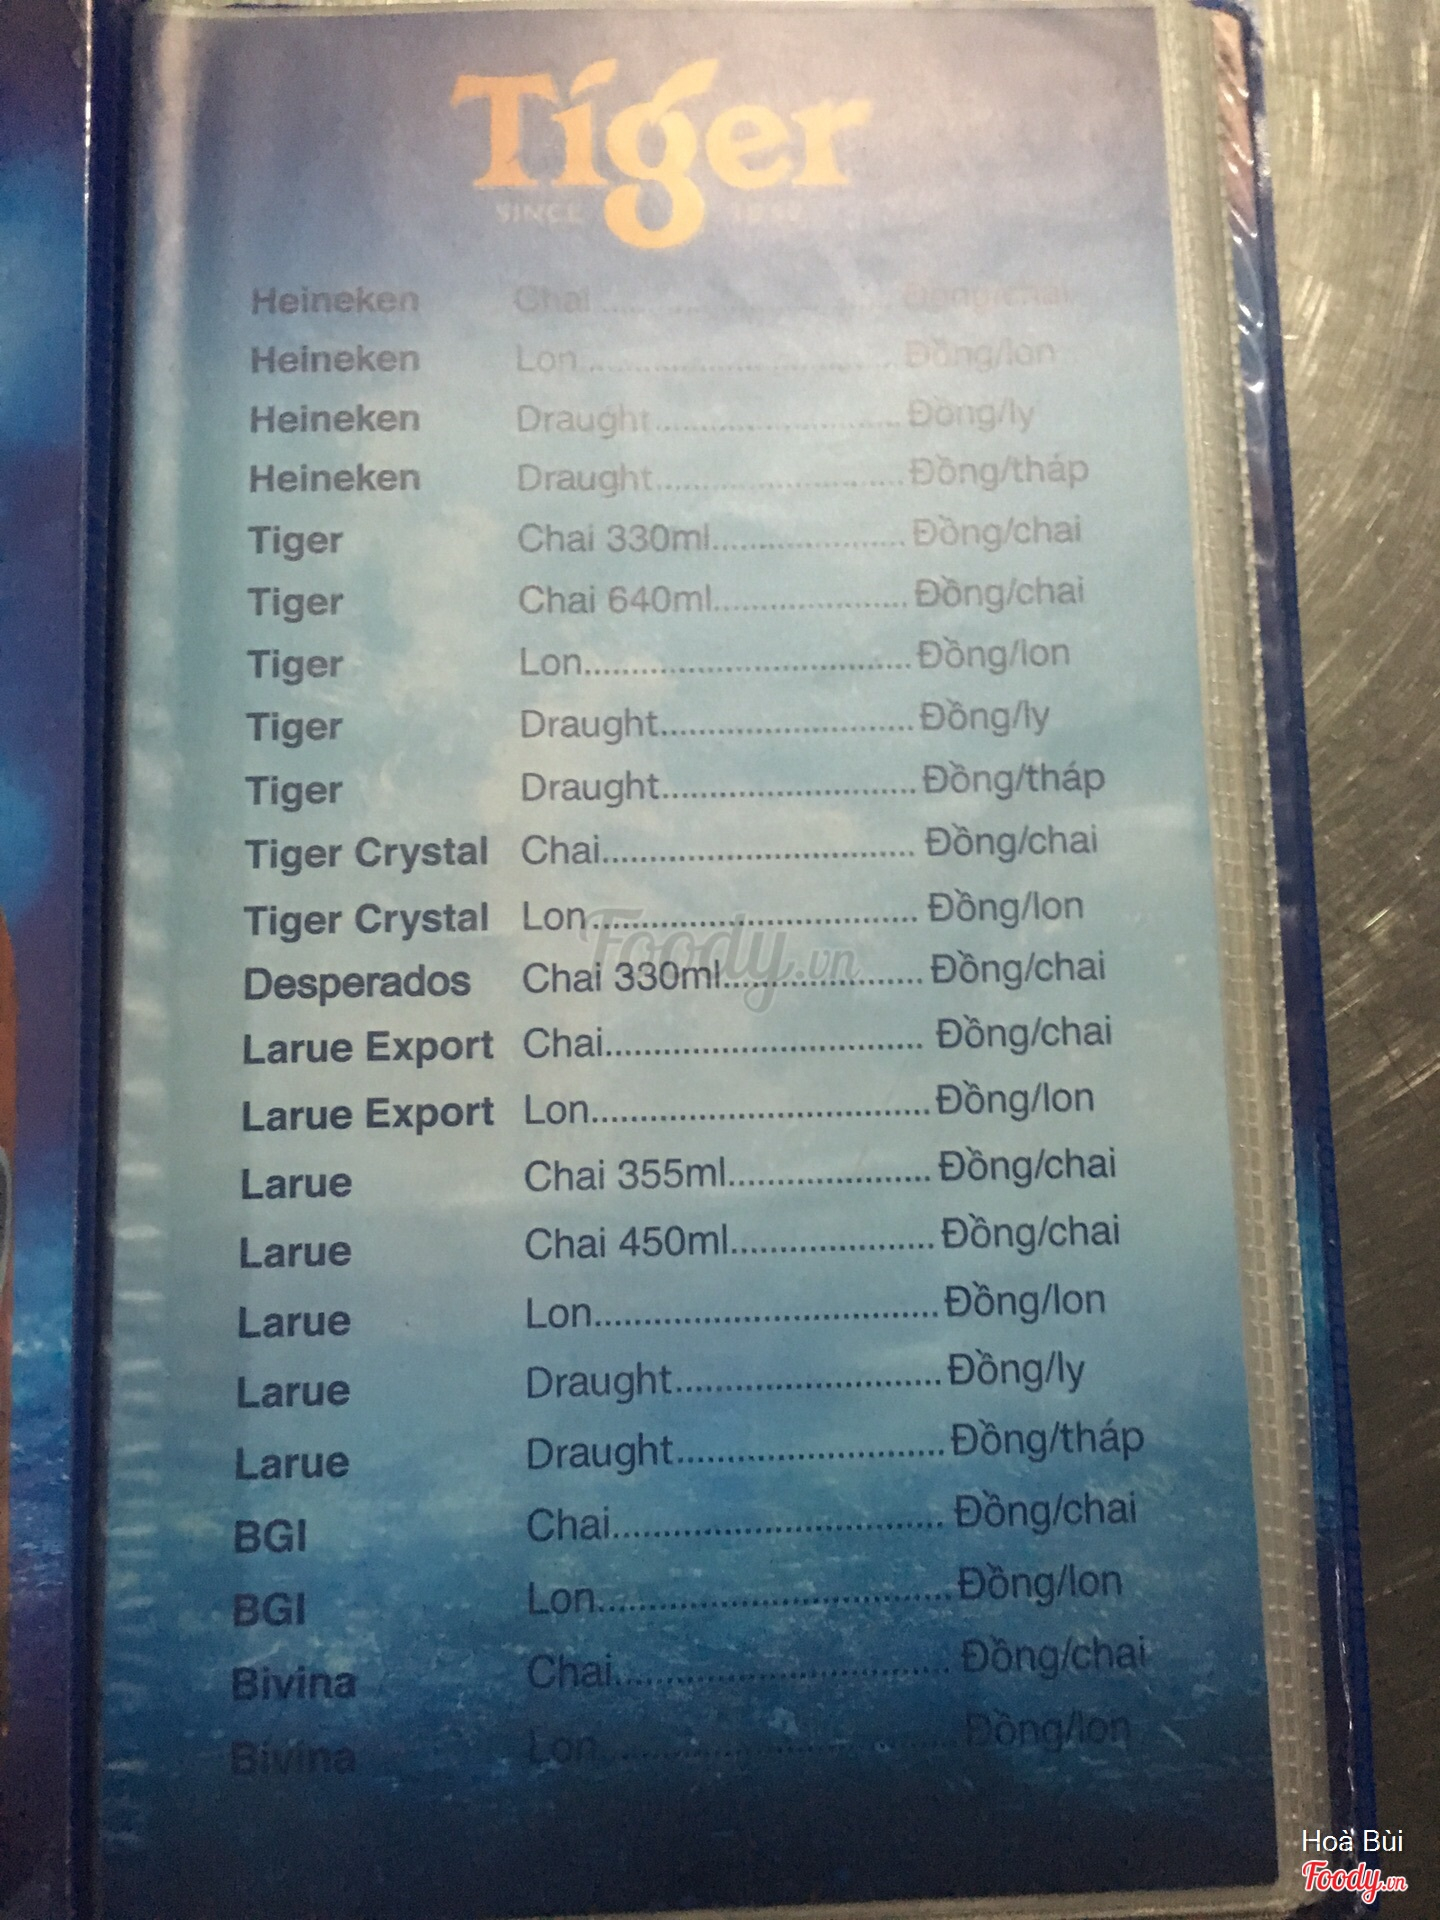 Tiger
SINCE
Heineken Chai.......... Đồng/chai
Heineken Lon.......... Đồng/lon
Heineken Draught.......... Đồng/ly
Heineken Draught.......... Đồng/tháp
Tiger Chai 330ml.......... Đồng/chai
Tiger Chai 640ml.......... Đồng/chai
Tiger Lon.......... Đồng/lon
Tiger Draught.......... Đồng/ly
Tiger Draught.......... Đồng/tháp
Tiger Crystal Chai.......... Đồng/chai
Tiger Crystal Lon.......... Đồng/lon
Foody.vn
Desperados Chai 330ml.......... Đồng/chai
Larue Export Chai.......... Đồng/chai
Larue Export Lon.......... Đồng/lon
Larue Chai 355ml.......... Đồng/chai
Larue Chai 450ml.......... Đồng/chai
Larue Lon.......... Đồng/lon
Larue Draught.......... Đồng/ly
Larue Draught.......... Đồng/tháp
BGI Chai.......... Đồng/chai
BGI Lon.......... Đồng/lon
Bivina Chai.......... Đồng/chai
Bivina Lon.......... Đồng/lon
Hoà Bùi
Foody.vn